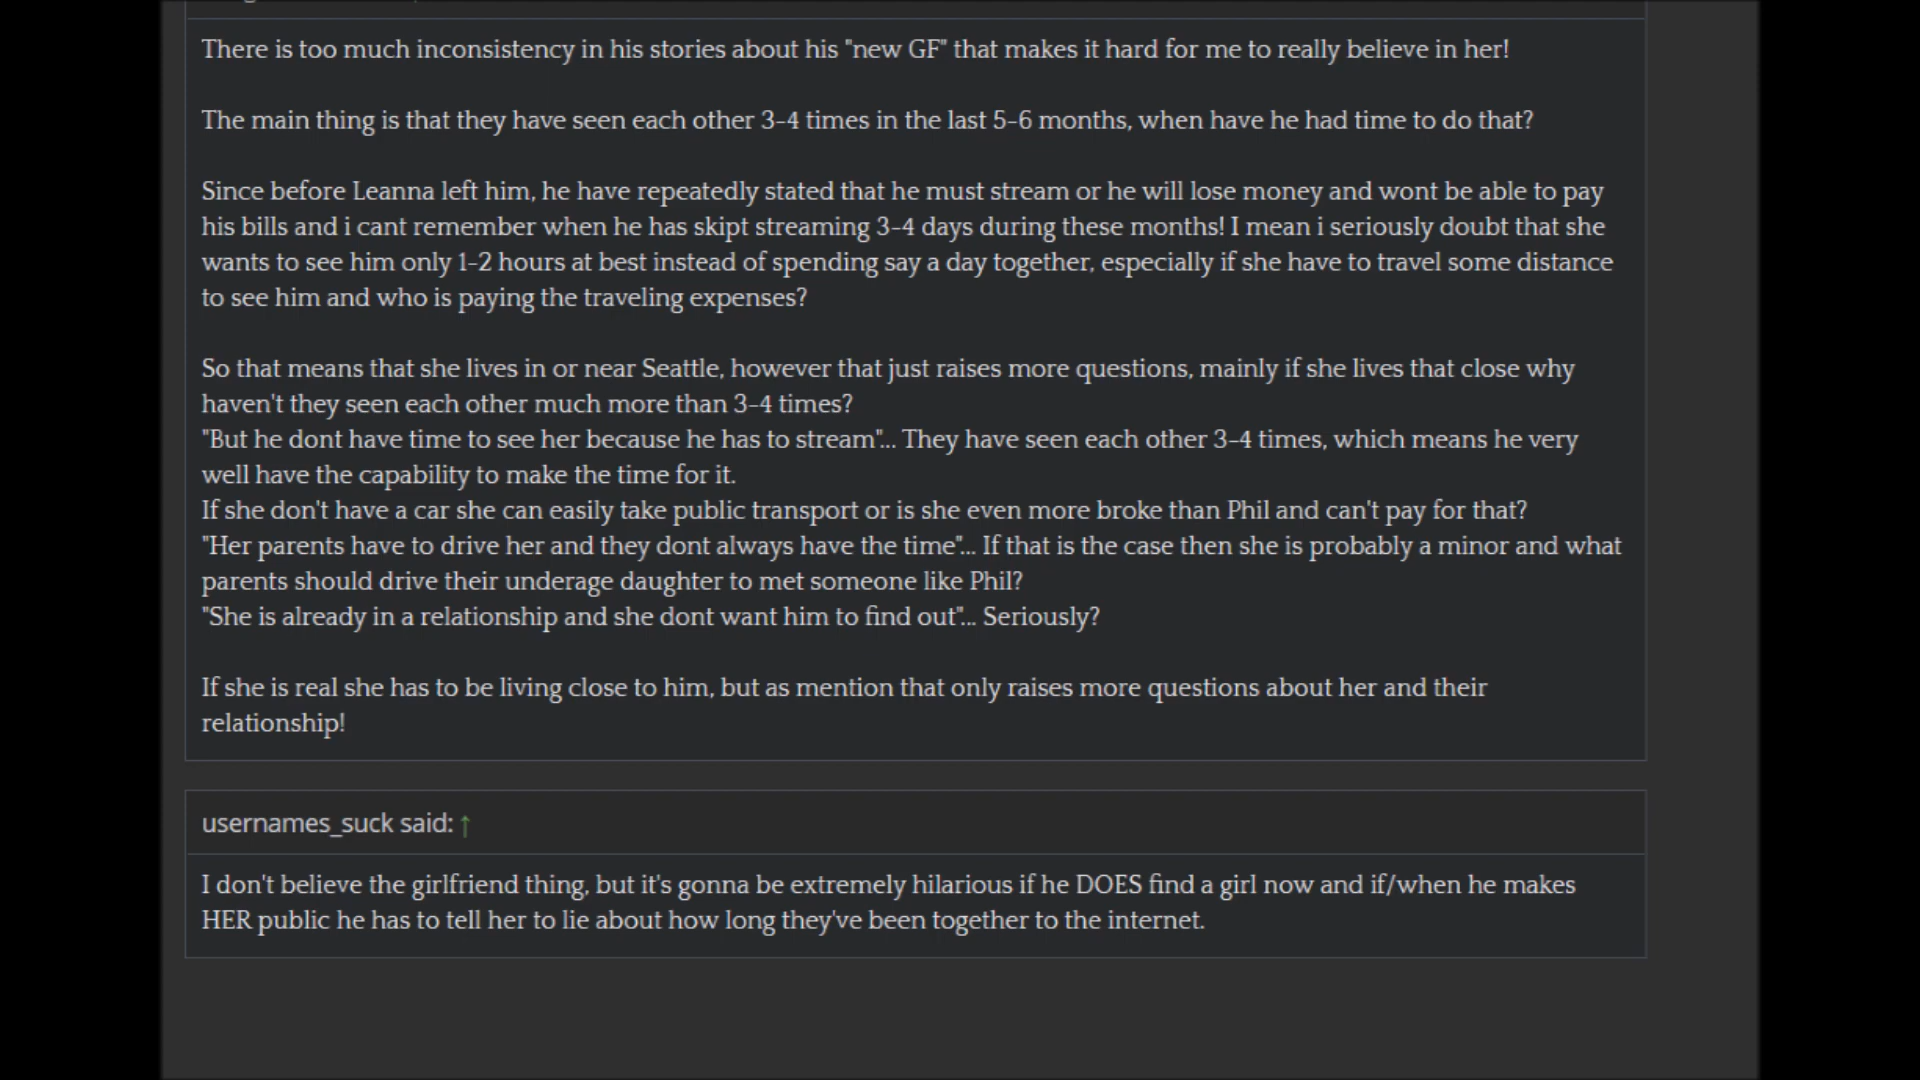 There is too much inconsistency in his stories about his "new GF" that makes it hard for me to really believe in her!
The main thing is that they have seen each other 3-4 times in the last 5-6 months, when have he had time to do that?
Since before Leanna left him, he have repeatedly stated that he must stream or he will lose money and wont be able to pay
his bills and i cant remember when he has skipt streaming 3-4 days during these months! I mean i seriously doubt that she
wants to see him only 1-2 hours at best instead of spending say a day together, especially if she have to travel some distance
to see him and who is paying the traveling expenses?
So that means that she lives in or near Seattle, however that just raises more questions, mainly if she lives that close why
haven't they seen each other much more than 3-4 times?
"But he dont have time to see her because he has to stream"... They have seen each other 3-4 times, which means he very
well have the capability to make the time for it.
If she don't have a car she can easily take public transport or is she even more broke than Phil and can't pay for that?
"Her parents have to drive her and they dont always have the time"... If that is the case then she is probably a minor and what
parents should drive their underage daughter to met someone like Phil?
"She is already in a relationship and she dont want him to find out"... Seriously?
If she is real she has to be living close to him, but as mention that only raises more questions about her and their
relationship!
usernames_suck said: ↑
I don't believe the girlfriend thing, but it's gonna be extremely hilarious if he DOES find a girl now and if/when he makes
HER public he has to tell her to lie about how long they've been together to the internet.